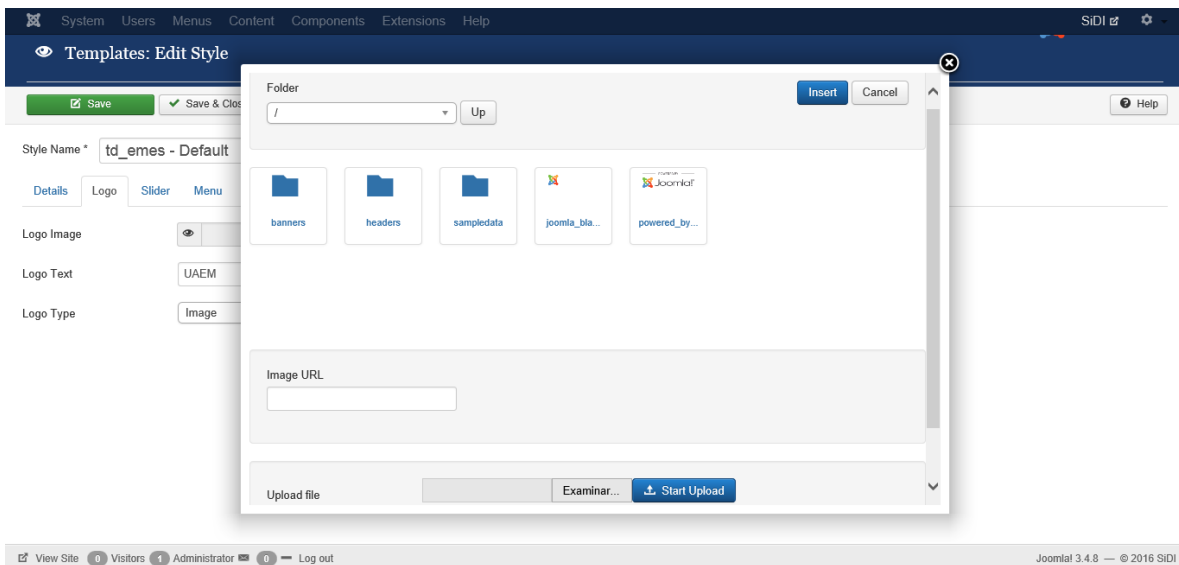 System Users Menus Content Components Extensions Help
SiDI
Templates: Edit Style
Save
Save & Clos
Help
Style Name *
td_emes - Default
Details
Logo
Slider
Menu
Logo Image
Logo Text
UAEM
Logo Type
Image
Folder
/
Up
Insert
Cancel
banners
headers
sampledata
joomla_bla...
Joomla!
powered_by...
Image URL
Upload file
Examinar...
Start Upload
View Site 0 Visitors 1 Administrator 0 Log out
Joomla! 3.4.8 — © 2016 SiDI